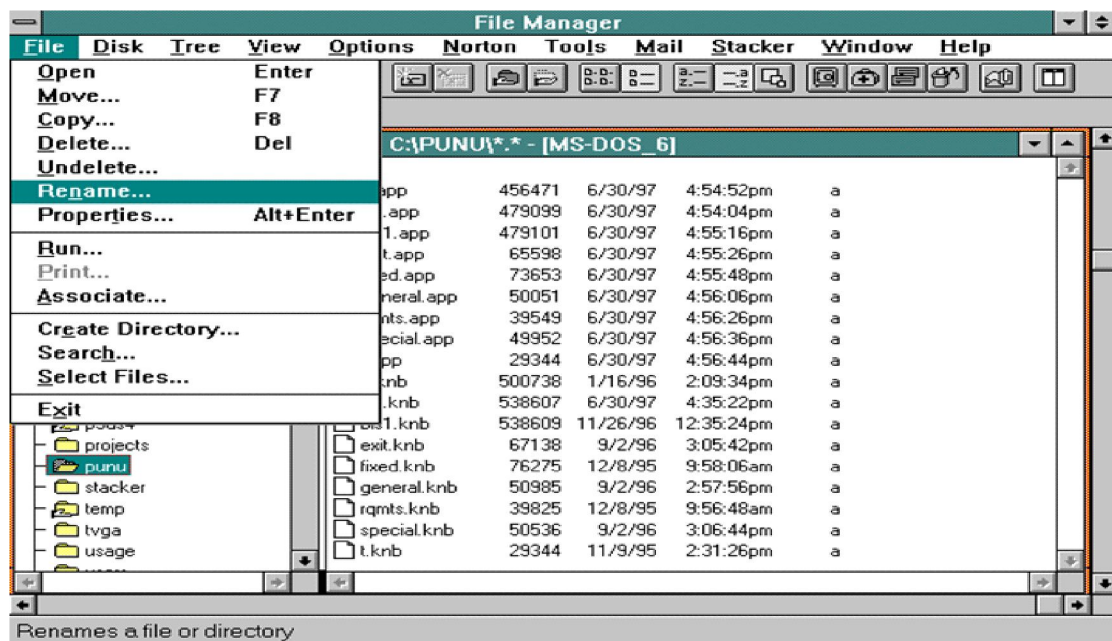 File Manager
File Disk Tree View Options Norton Tools Mail Stacker Window Help
Open Enter
Move... F7
Copy... F8
Delete... Del
Undelete...
Rename...
Properties... Alt+Enter
Run...
Print...
Associate...
Create Directory...
Search...
Select Files...
Exit
projects
punu
stacker
temp
tvga
usage
C:\PUNU\*.* - [MS-DOS_6]
456471 6/30/97 4:54:52pm a
.app 479099 6/30/97 4:54:04pm a
1.app 479101 6/30/97 4:55:16pm a
t.app 65598 6/30/97 4:55:26pm a
ed.app 73653 6/30/97 4:55:48pm a
neral.app 50051 6/30/97 4:56:06pm a
mts.app 39549 6/30/97 4:56:26pm a
ecial.app 49952 6/30/97 4:56:36pm a
29344 6/30/97 4:56:44pm a
.knb 500738 1/16/96 2:09:34pm a
.knb 538607 6/30/97 4:35:22pm a
538609 11/26/96 12:35:24pm a
exit.knb 67138 9/2/96 3:05:42pm a
fixed.knb 76275 12/8/95 9:58:06am a
general.knb 50985 9/2/96 2:57:56pm a
rqmts.knb 39825 12/8/95 9:56:48am a
special.knb 50536 9/2/96 3:06:44pm a
t.knb 29344 11/9/95 2:31:26pm a
Renames a file or directory